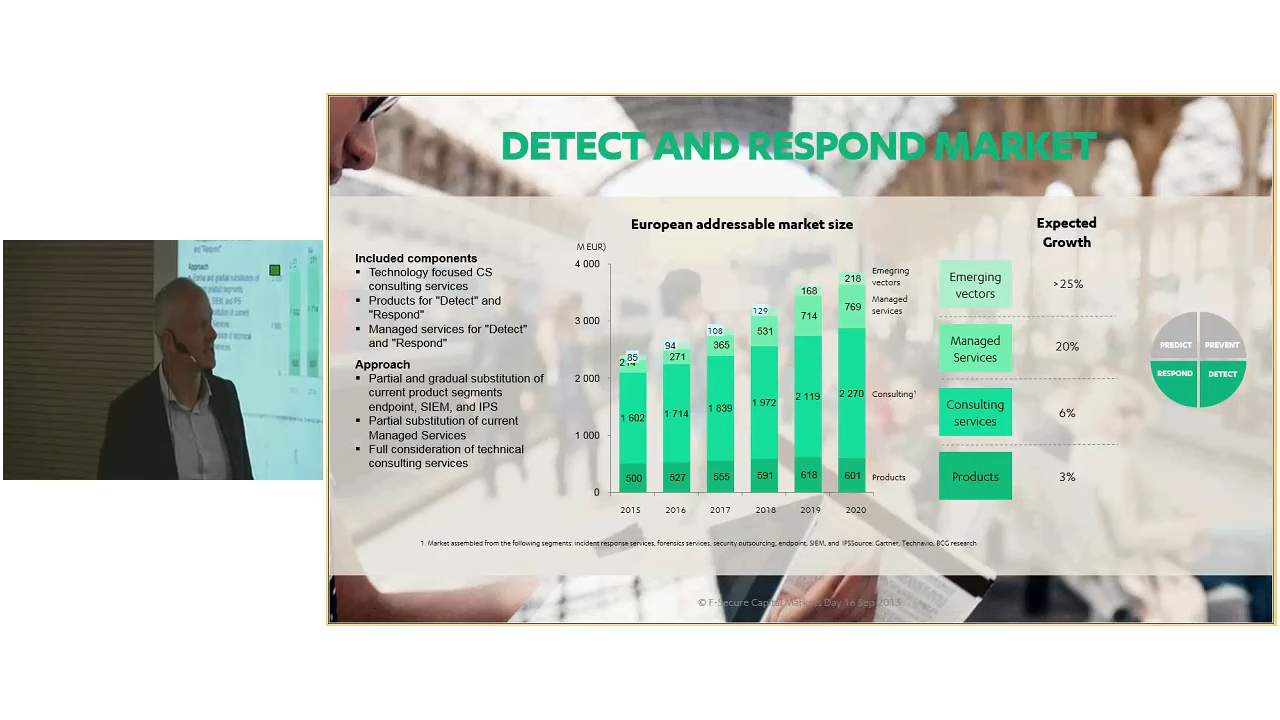 DETECT AND RESPOND MARKET
European addressable market size
Expected
Growth
Included components
Technology focused CS
consulting services
Products for "Detect" and
"Respond"
Managed services for "Detect"
and "Respond"
Approach
Partial and gradual substitution of
current product segments
endpoint, SIEM, and IPS
Partial substitution of current
Managed Services
Full consideration of technical
consulting services
M EUR)
4 000
3 000
2 000
1 000
0
85
1 602
500
94
271
1 714
527
108
365
1 839
555
129
531
1 972
591
168
714
2 119
618
218
769
2 270
601
2015
2016
2017
2018
2019
2020
Emegring
vectors
Managed
services
Consulting¹
Products
Emerging
vectors
>25%
Managed
Services
20%
Consulting
services
6%
Products
3%
PREDICT
PREVENT
RESPOND
DETECT
1. Market assembled from the following segments: incident response services, forensics services, security outsourcing, endpoint, SIEM, and IPSSource: Gartner, Technavio, BCG research
© F-Secure Capital Markets Day 16 Sep 2015